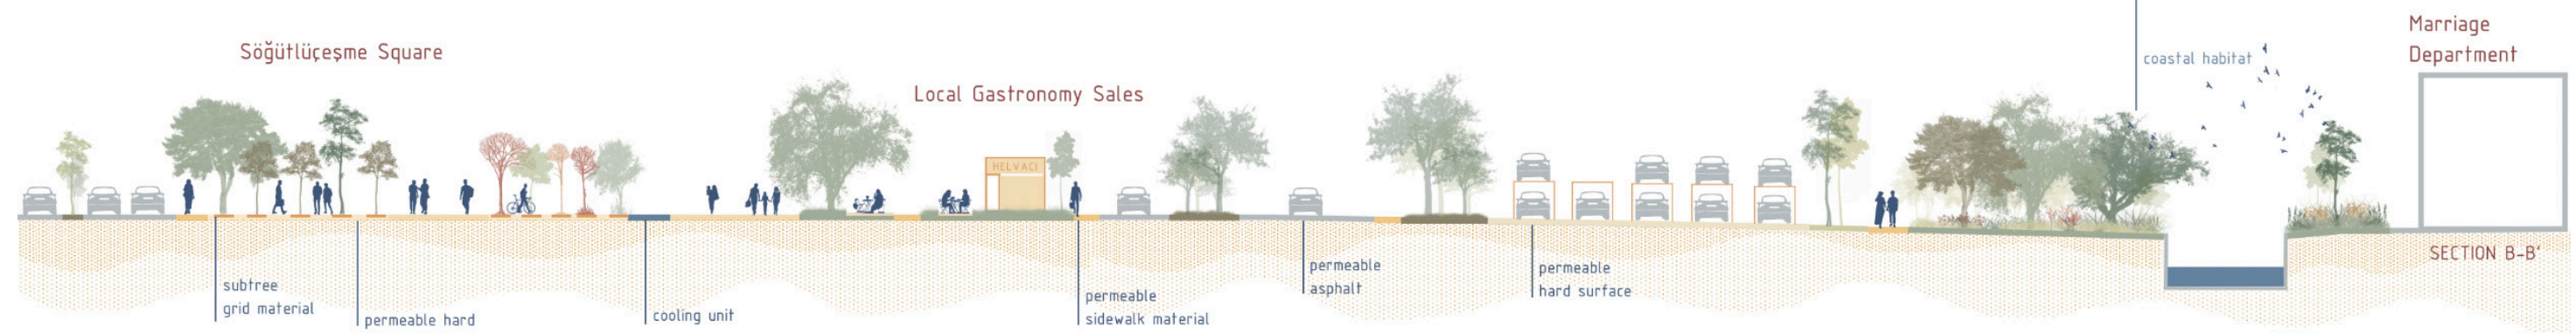 Söğütlüçeşme Square
Local Gastronomy Sales
coastal habitat
Marriage
Department
HELVACI
subtree
grid material
permeable hard
cooling unit
permeable
sidewalk material
permeable
asphalt
permeable
hard surface
SECTION B-B'